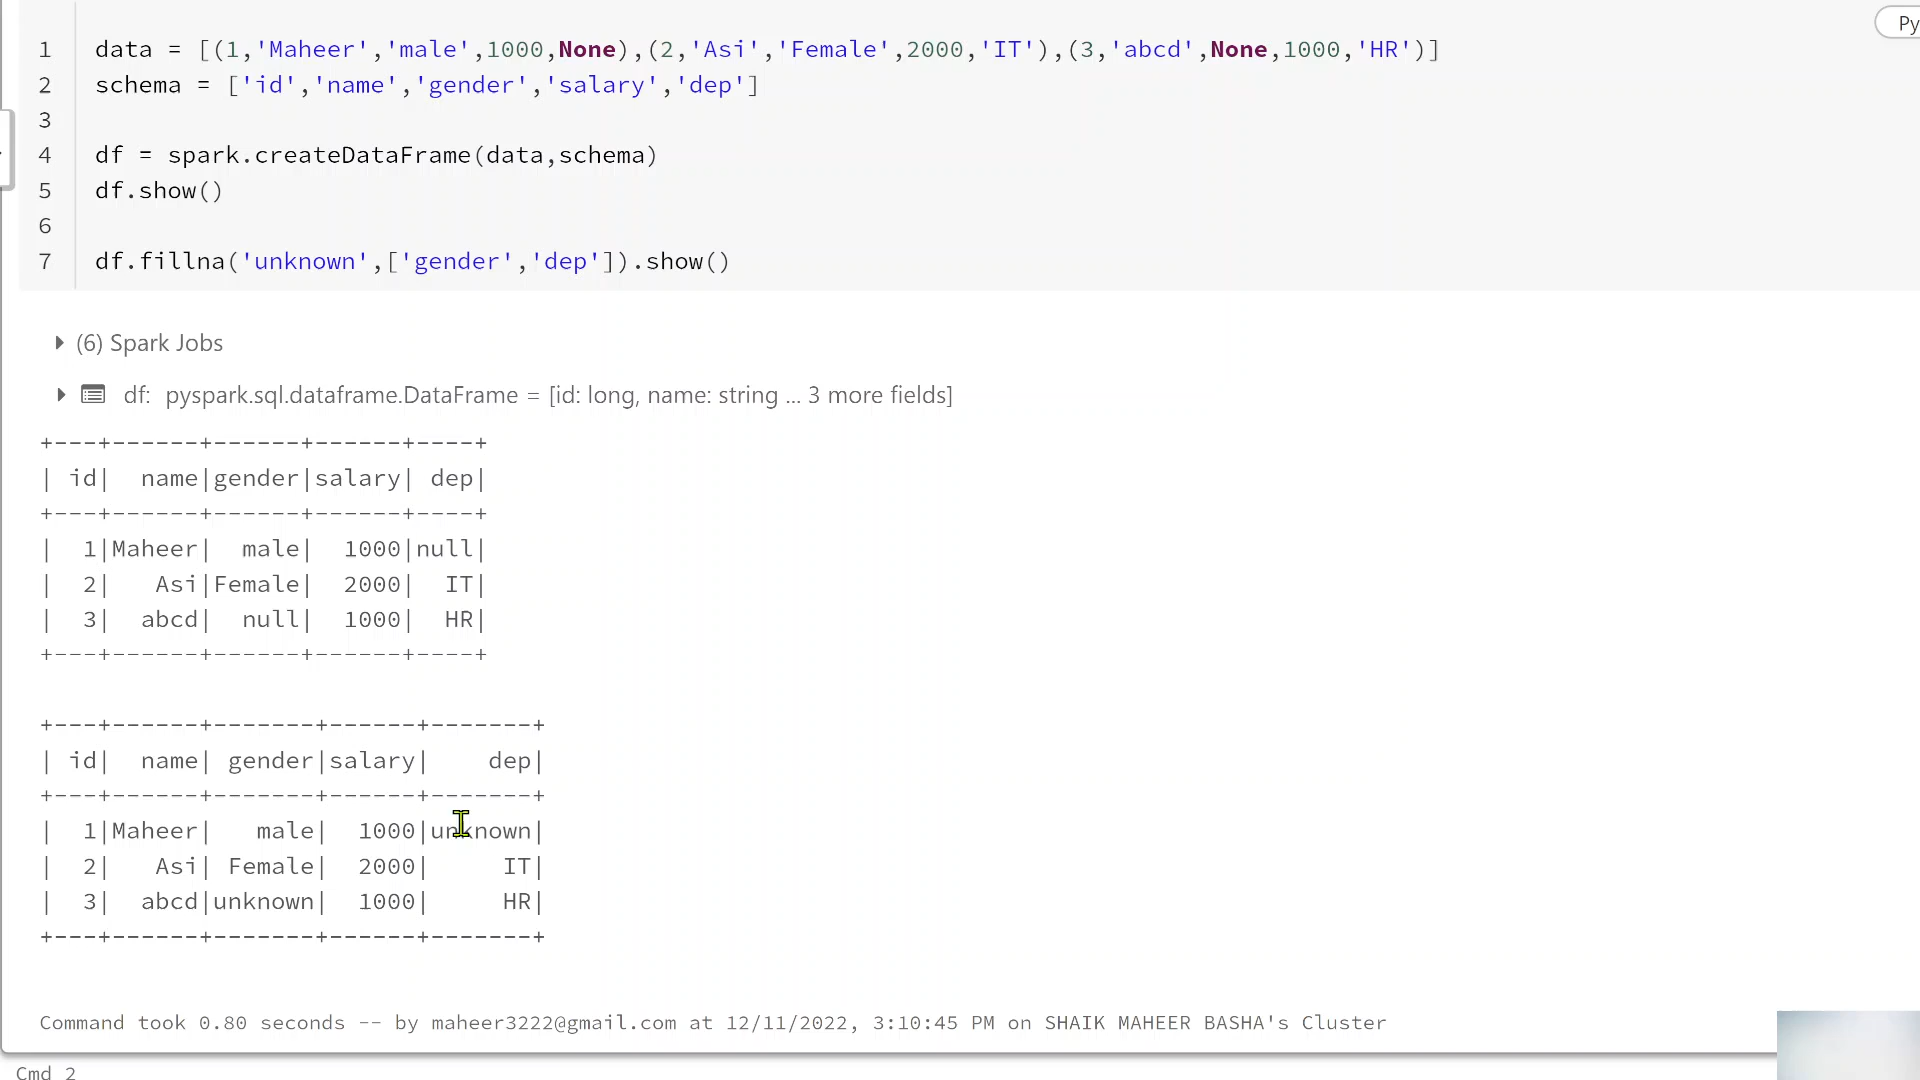 Py
1 data = [(1,'Maheer','male',1000,None),(2,'Asi','Female',2000,'IT'),(3,'abcd',None,1000,'HR')]
2 schema = ['id','name','gender','salary','dep']
3
4 df = spark.createDataFrame(data,schema)
5 df.show()
6
7 df.fillna('unknown',['gender','dep']).show()
(6) Spark Jobs
df: pyspark.sql.dataframe.DataFrame = [id: long, name: string ... 3 more fields]
+---+------+------+------+----+
| id|  name|gender|salary| dep|
+---+------+------+------+----+
|  1|Maheer|  male|  1000|null|
|  2|   Asi|Female|  2000|  IT|
|  3|  abcd|  null|  1000|  HR|
+---+------+------+------+----+
+---+------+-------+------+-------+
| id|  name| gender|salary|    dep|
+---+------+-------+------+-------+
|  1|Maheer|   male|  1000|unknown|
|  2|   Asi| Female|  2000|     IT|
|  3|  abcd|unknown|  1000|     HR|
+---+------+-------+------+-------+
Command took 0.80 seconds -- by maheer3222@gmail.com at 12/11/2022, 3:10:45 PM on SHAIK MAHEER BASHA's Cluster
Cmd 2